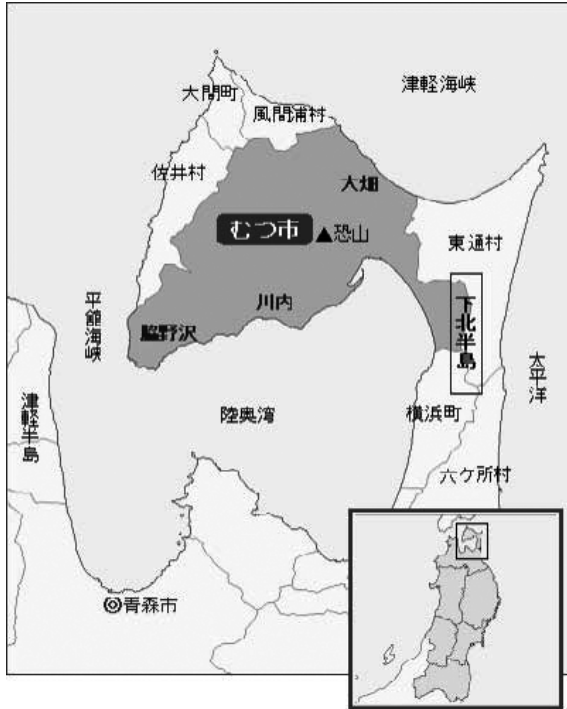 津軽海峡
大間町
風間浦村
佐井村
大畑
むつ市
▲恐山
東通村
平舘海峡
川内
脇野沢
下北半島
太平洋
津軽半島
陸奥湾
横浜町
六ケ所村
◎青森市